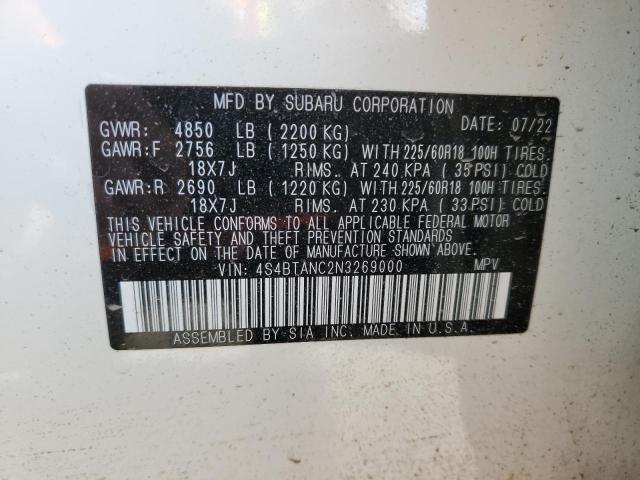 MFD BY SUBARU CORPORATION
DATE: 07/22
GVWR: 4850 LB (2200 KG)
GAWR:F 2756 LB (1250 KG) WITH 225/60R18 100H TIRES.
18X7J RIMS. AT 240 KPA (35 PSI) COLD
GAWR:R 2690 LB (1220 KG) WITH 225/60R18 100H TIRES.
18X7J RIMS. AT 230 KPA (33 PSI) COLD
THIS VEHICLE CONFORMS TO ALL APPLICABLE FEDERAL MOTOR
VEHICLE SAFETY AND THEFT PREVENTION STANDARDS
IN EFFECT ON THE DATE OF MANUFACTURE SHOWN ABOVE.
VIN: 4S4BTANC2N3269000 MPV
ASSEMBLED BY SIA INC. MADE IN U.S.A.